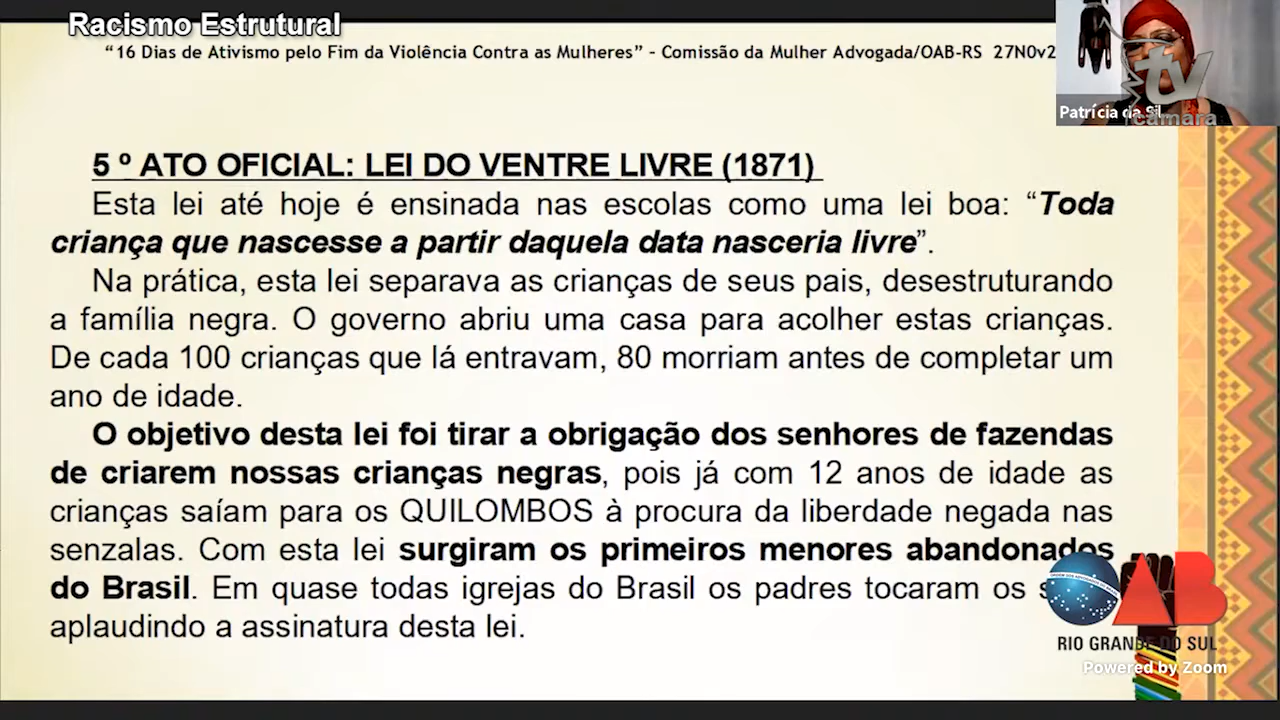 Racismo Estrutural
“16 Dias de Ativismo pelo Fim da Violência Contra as Mulheres” – Comissão da Mulher Advogada/OAB-RS 27N0v2
Patrícia da Sil
tv câmara
5 º ATO OFICIAL: LEI DO VENTRE LIVRE (1871)
Esta lei até hoje é ensinada nas escolas como uma lei boa: “Toda
criança que nascesse a partir daquela data nasceria livre”.
Na prática, esta lei separava as crianças de seus pais, desestruturando
a família negra. O governo abriu uma casa para acolher estas crianças.
De cada 100 crianças que lá entravam, 80 morriam antes de completar um
ano de idade.
O objetivo desta lei foi tirar a obrigação dos senhores de fazendas
de criarem nossas crianças negras, pois já com 12 anos de idade as
crianças saíam para os QUILOMBOS à procura da liberdade negada nas
senzalas. Com esta lei surgiram os primeiros menores abandonados
do Brasil. Em quase todas igrejas do Brasil os padres tocaram os
aplaudindo a assinatura desta lei.
OAB
RIO GRANDE DO SUL
Powered by Zoom